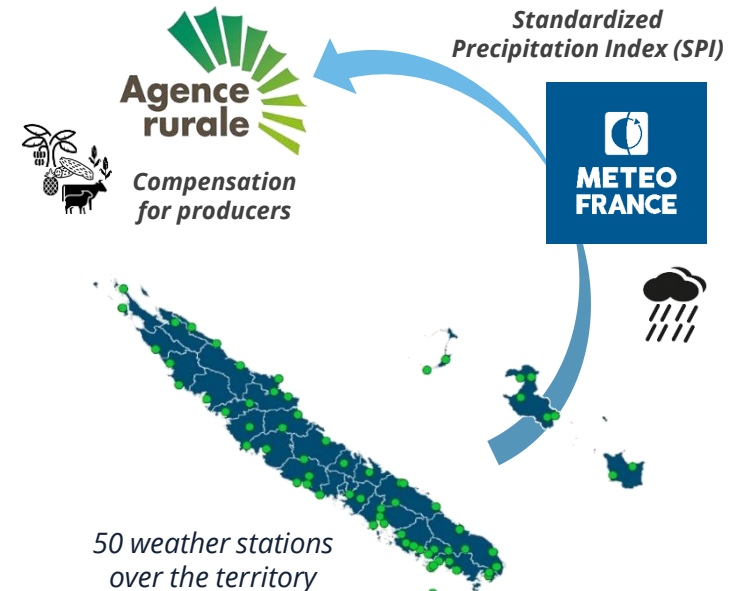 Standardized
Precipitation Index (SPI)
Agence
rurale
METEO
FRANCE
Compensation
for producers
50 weather stations
over the territory